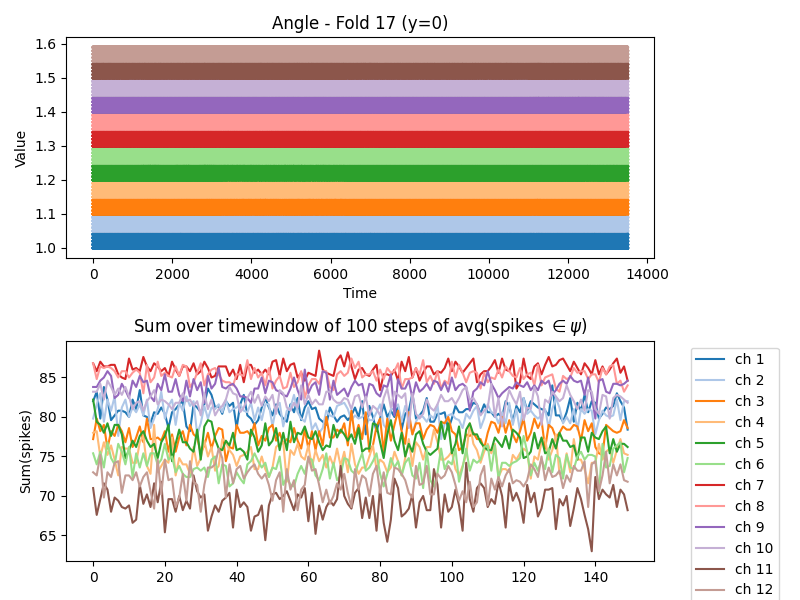 Angle - Fold 17 (y=0)
Value
1.6
1.5
1.4
1.3
1.2
1.1
1.0
0 2000 4000 6000 8000 10000 12000 14000
Time
Sum over timewindow of 100 steps of avg(spikes ∈ψ)
Sum(spikes)
85
80
75
70
65
0 20 40 60 80 100 120 140
ch 1
ch 2
ch 3
ch 4
ch 5
ch 6
ch 7
ch 8
ch 9
ch 10
ch 11
ch 12